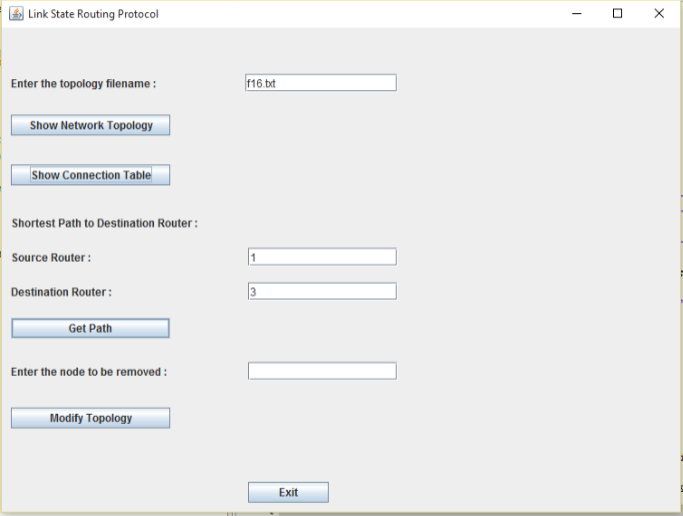 Link State Routing Protocol
Enter the topology filename : f16.txt
Show Network Topology
Show Connection Table
Shortest Path to Destination Router :
Source Router : 1
Destination Router : 3
Get Path
Enter the node to be removed :
Modify Topology
Exit